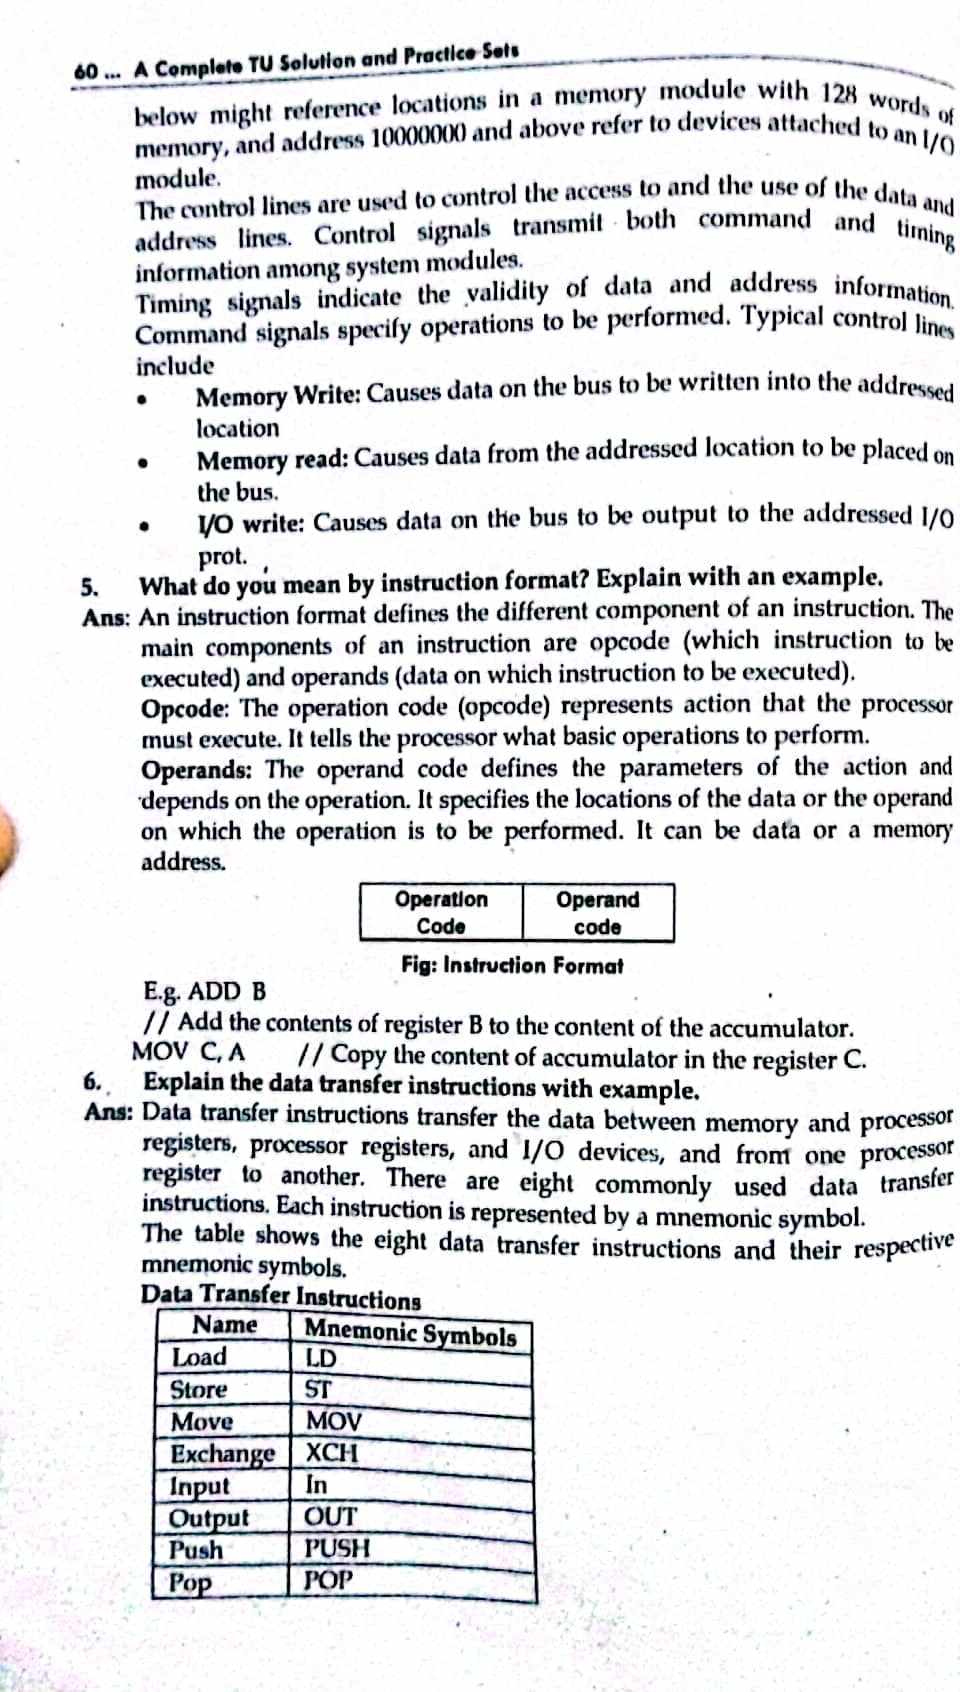 60 ... A Complete TU Solution and Practice Sets
below might reference locations in a memory module with 128 words of
memory, and address 10000000 and above refer to devices attached to an I/O
module.
The control lines are used to control the access to and the use of the data and
address lines. Control signals transmit both command and timing
information among system modules.
Timing signals indicate the validity of data and address information.
Command signals specify operations to be performed. Typical control lines
include
• Memory Write: Causes data on the bus to be written into the addressed
location
• Memory read: Causes data from the addressed location to be placed on
the bus.
• I/O write: Causes data on the bus to be output to the addressed I/O
prot.
5. What do you mean by instruction format? Explain with an example.
Ans: An instruction format defines the different component of an instruction. The
main components of an instruction are opcode (which instruction to be
executed) and operands (data on which instruction to be executed).
Opcode: The operation code (opcode) represents action that the processor
must execute. It tells the processor what basic operations to perform.
Operands: The operand code defines the parameters of the action and
depends on the operation. It specifies the locations of the data or the operand
on which the operation is to be performed. It can be data or a memory
address.
Operation Operand
Code code
Fig: Instruction Format
E.g. ADD B
// Add the contents of register B to the content of the accumulator.
MOV C, A // Copy the content of accumulator in the register C.
6. Explain the data transfer instructions with example.
Ans: Data transfer instructions transfer the data between memory and processor
registers, processor registers, and I/O devices, and from one processor
register to another. There are eight commonly used data transfer
instructions. Each instruction is represented by a mnemonic symbol.
The table shows the eight data transfer instructions and their respective
mnemonic symbols.
Data Transfer Instructions
Name Mnemonic Symbols
Load LD
Store ST
Move MOV
Exchange XCH
Input In
Output OUT
Push PUSH
Pop POP